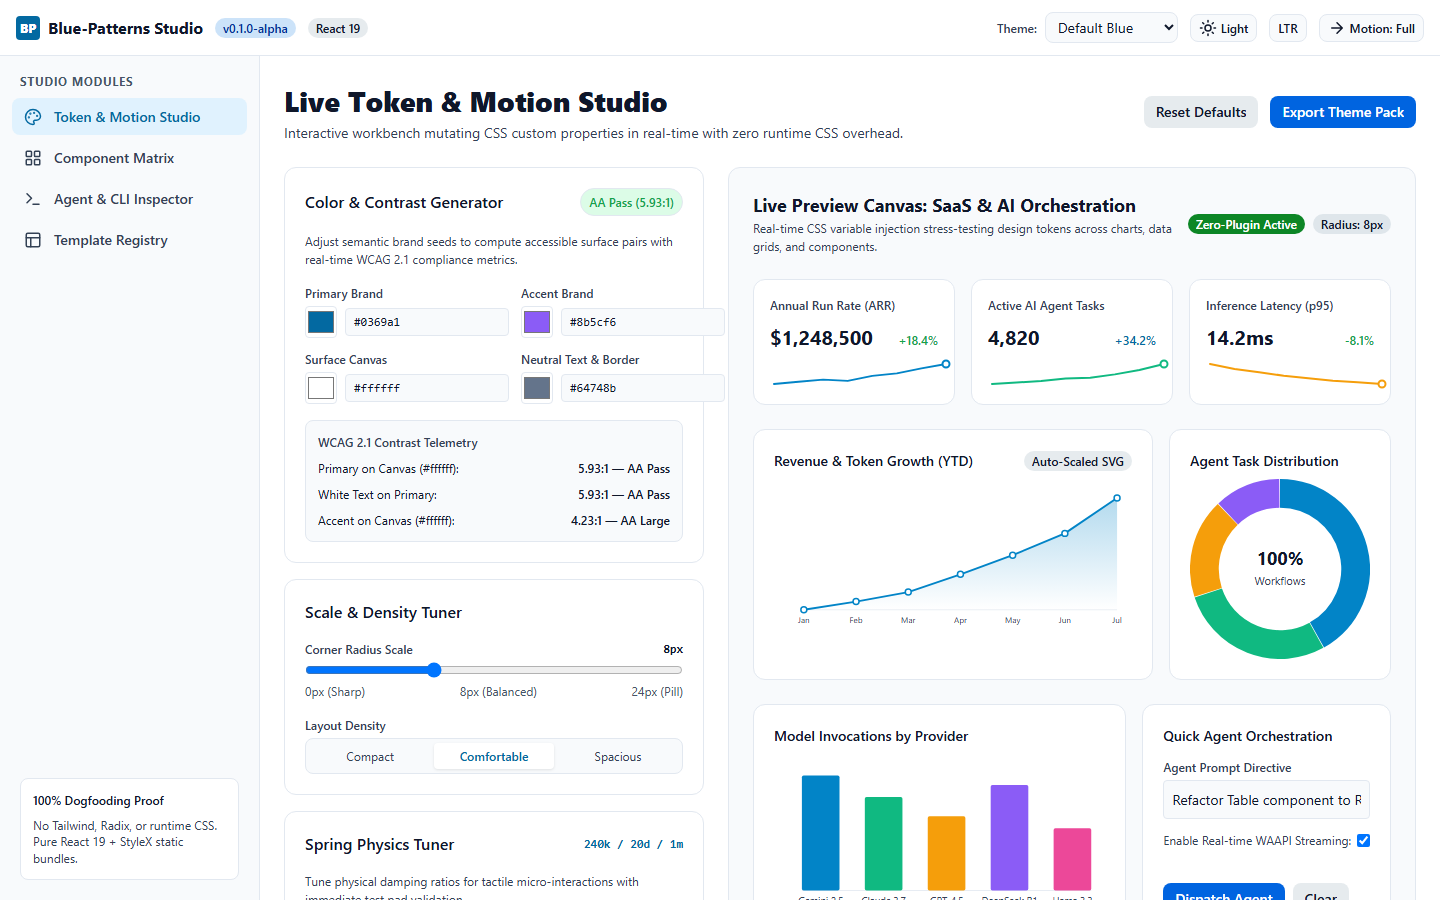 BP Blue-Patterns Studio v0.1.0-alpha React 19 Theme: Default Blue Light LTR Motion: Full
STUDIO MODULES
Token & Motion Studio
Component Matrix
Agent & CLI Inspector
Template Registry
100% Dogfooding Proof
No Tailwind, Radix, or runtime CSS.
Pure React 19 + StyleX static
bundles.
Live Token & Motion Studio
Interactive workbench mutating CSS custom properties in real-time with zero runtime CSS overhead.
Reset Defaults Export Theme Pack
Color & Contrast Generator AA Pass (5.93:1)
Adjust semantic brand seeds to compute accessible surface pairs with
real-time WCAG 2.1 compliance metrics.
Primary Brand Accent Brand
#0369a1 #8b5cf6
Surface Canvas Neutral Text & Border
#ffffff #64748b
WCAG 2.1 Contrast Telemetry
Primary on Canvas (#ffffff): 5.93:1 — AA Pass
White Text on Primary: 5.93:1 — AA Pass
Accent on Canvas (#ffffff): 4.23:1 — AA Large
Scale & Density Tuner
Corner Radius Scale 8px
0px (Sharp) 8px (Balanced) 24px (Pill)
Layout Density
Compact Comfortable Spacious
Spring Physics Tuner 240k / 20d / 1m
Tune physical damping ratios for tactile micro-interactions with
immediate test pad validation.
Live Preview Canvas: SaaS & AI Orchestration
Real-time CSS variable injection stress-testing design tokens across charts, data
grids, and components.
Zero-Plugin Active Radius: 8px
Annual Run Rate (ARR)
$1,248,500 +18.4%
Active AI Agent Tasks
4,820 +34.2%
Inference Latency (p95)
14.2ms -8.1%
Revenue & Token Growth (YTD) Auto-Scaled SVG
Jan Feb Mar Apr May Jun Jul
Agent Task Distribution
100%
Workflows
Model Invocations by Provider
Quick Agent Orchestration
Agent Prompt Directive
Refactor Table component to
Enable Real-time WAAPI Streaming:
Dispatch Agent Clear